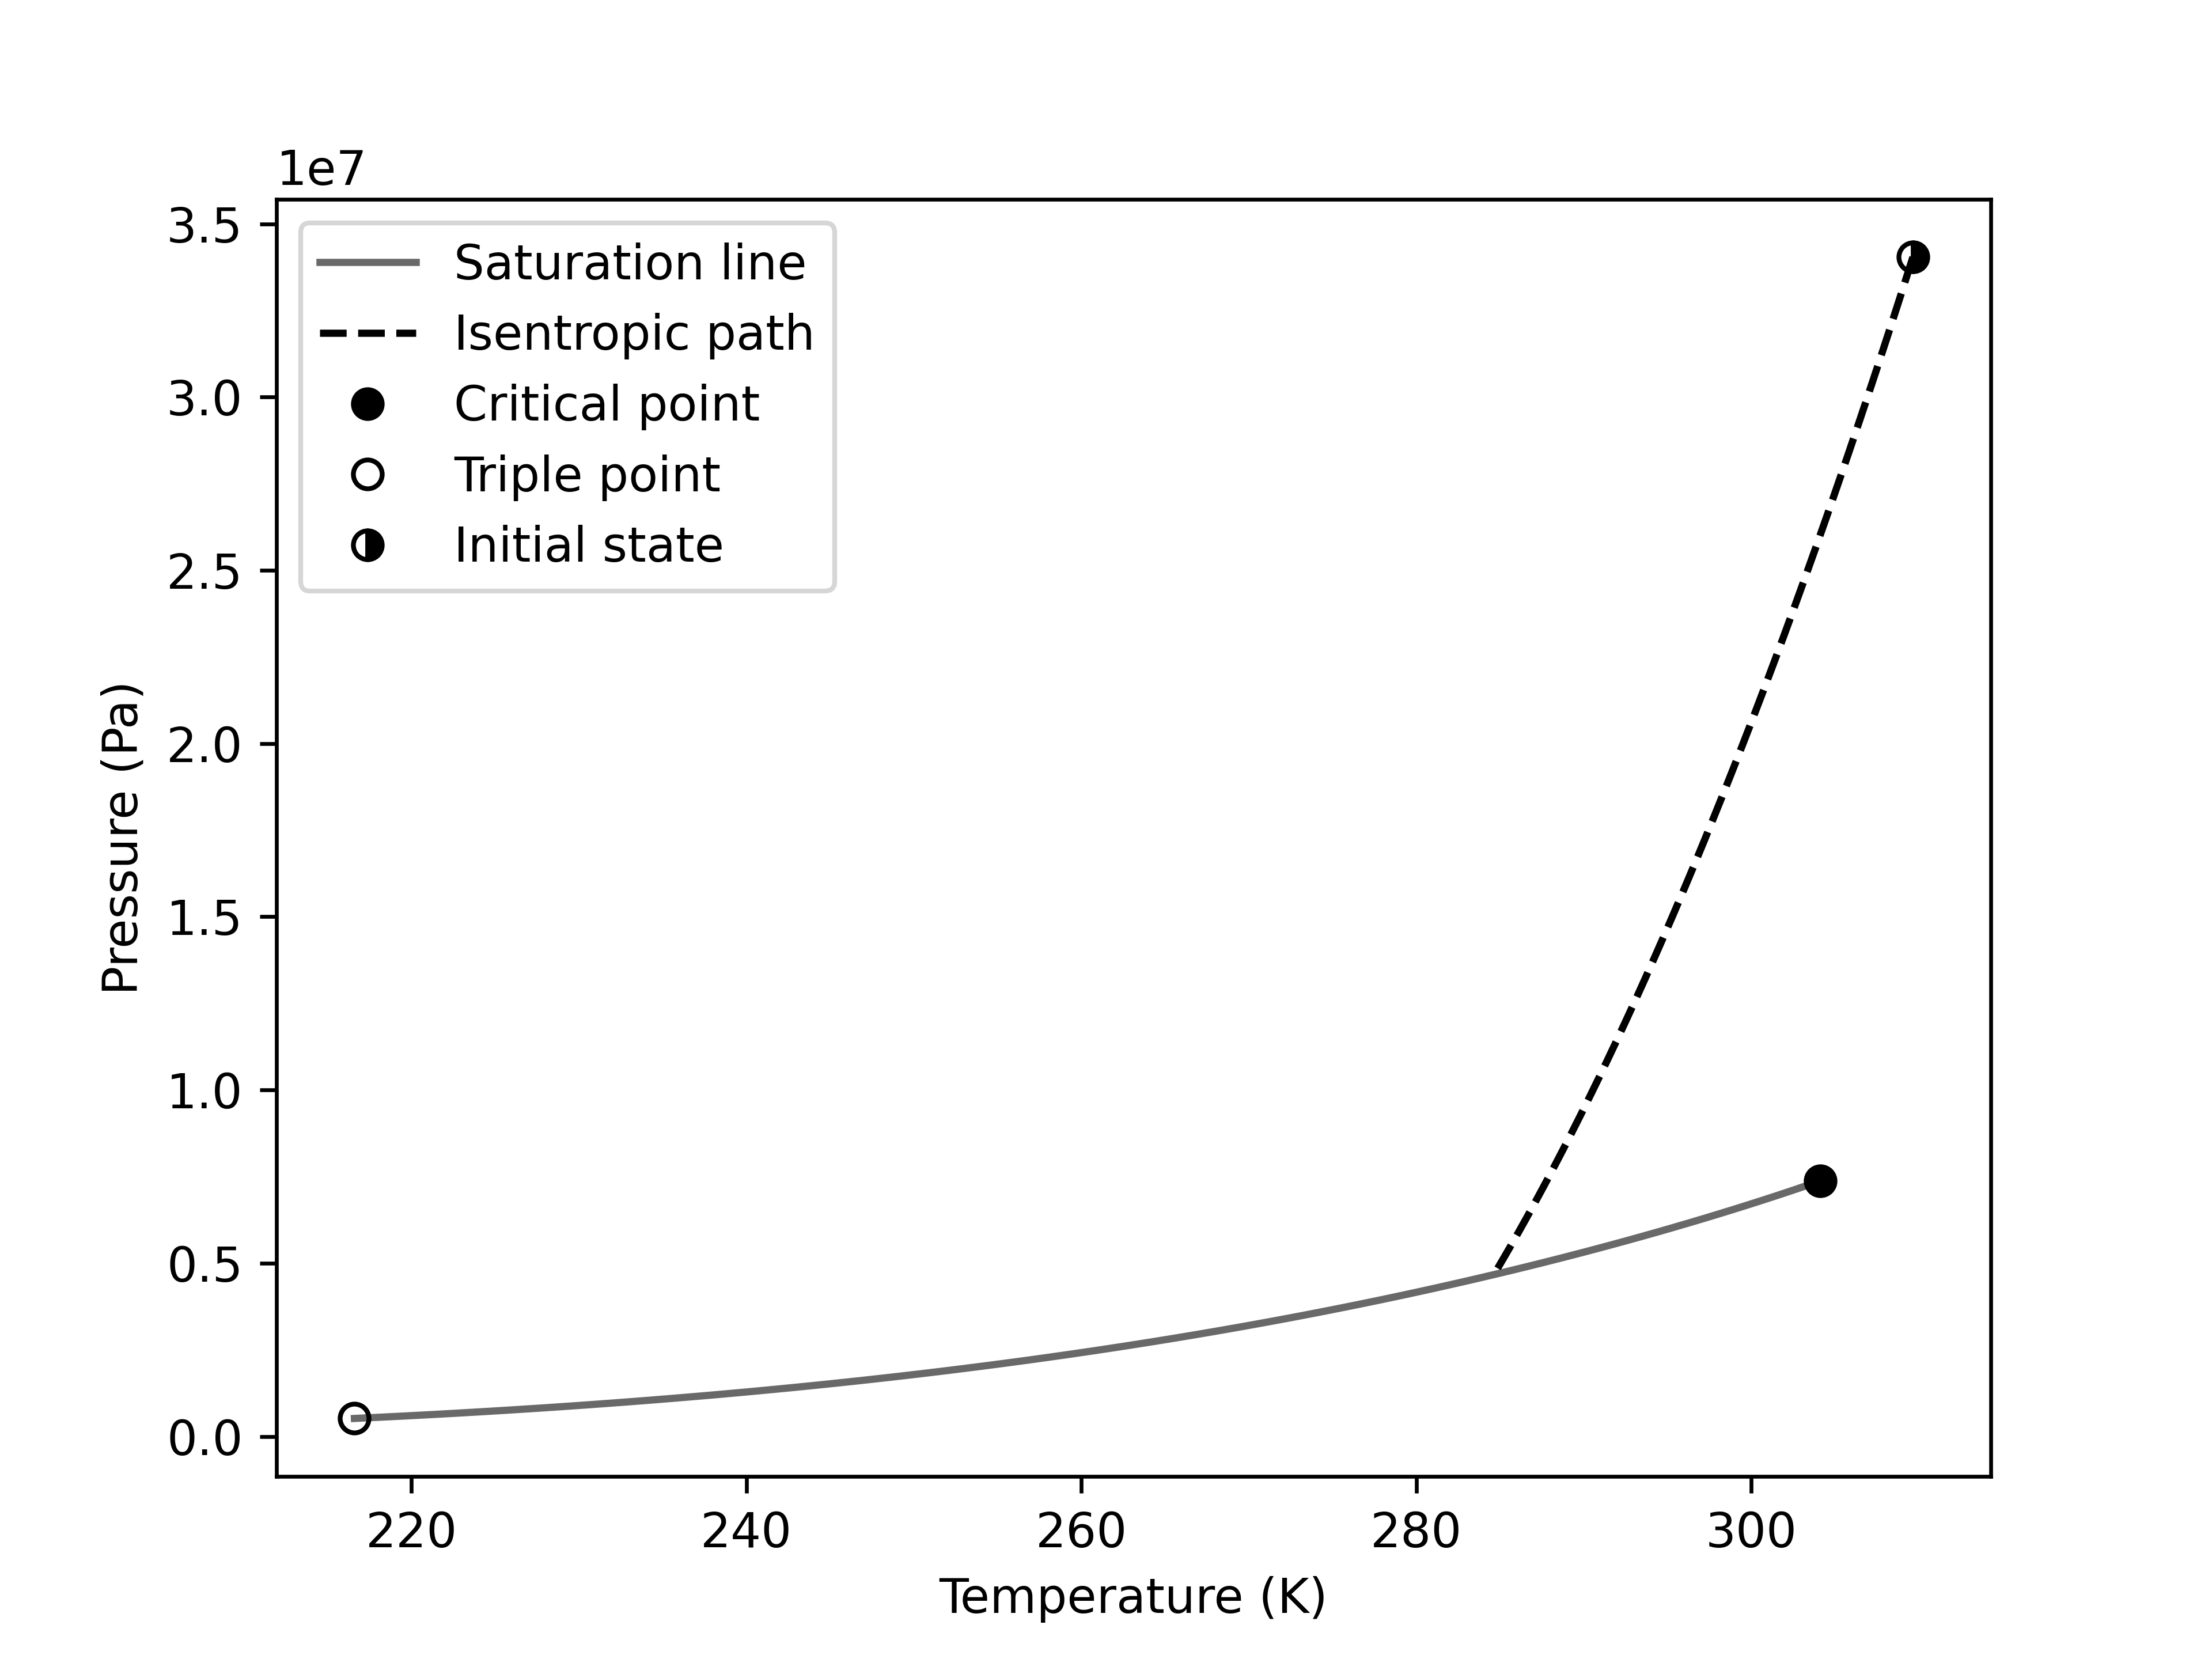 1e7
3.5
3.0
2.5
2.0
1.5
1.0
0.5
0.0
Pressure (Pa)
Saturation line
Isentropic path
Critical point
Triple point
Initial state
220 240 260 280 300
Temperature (K)